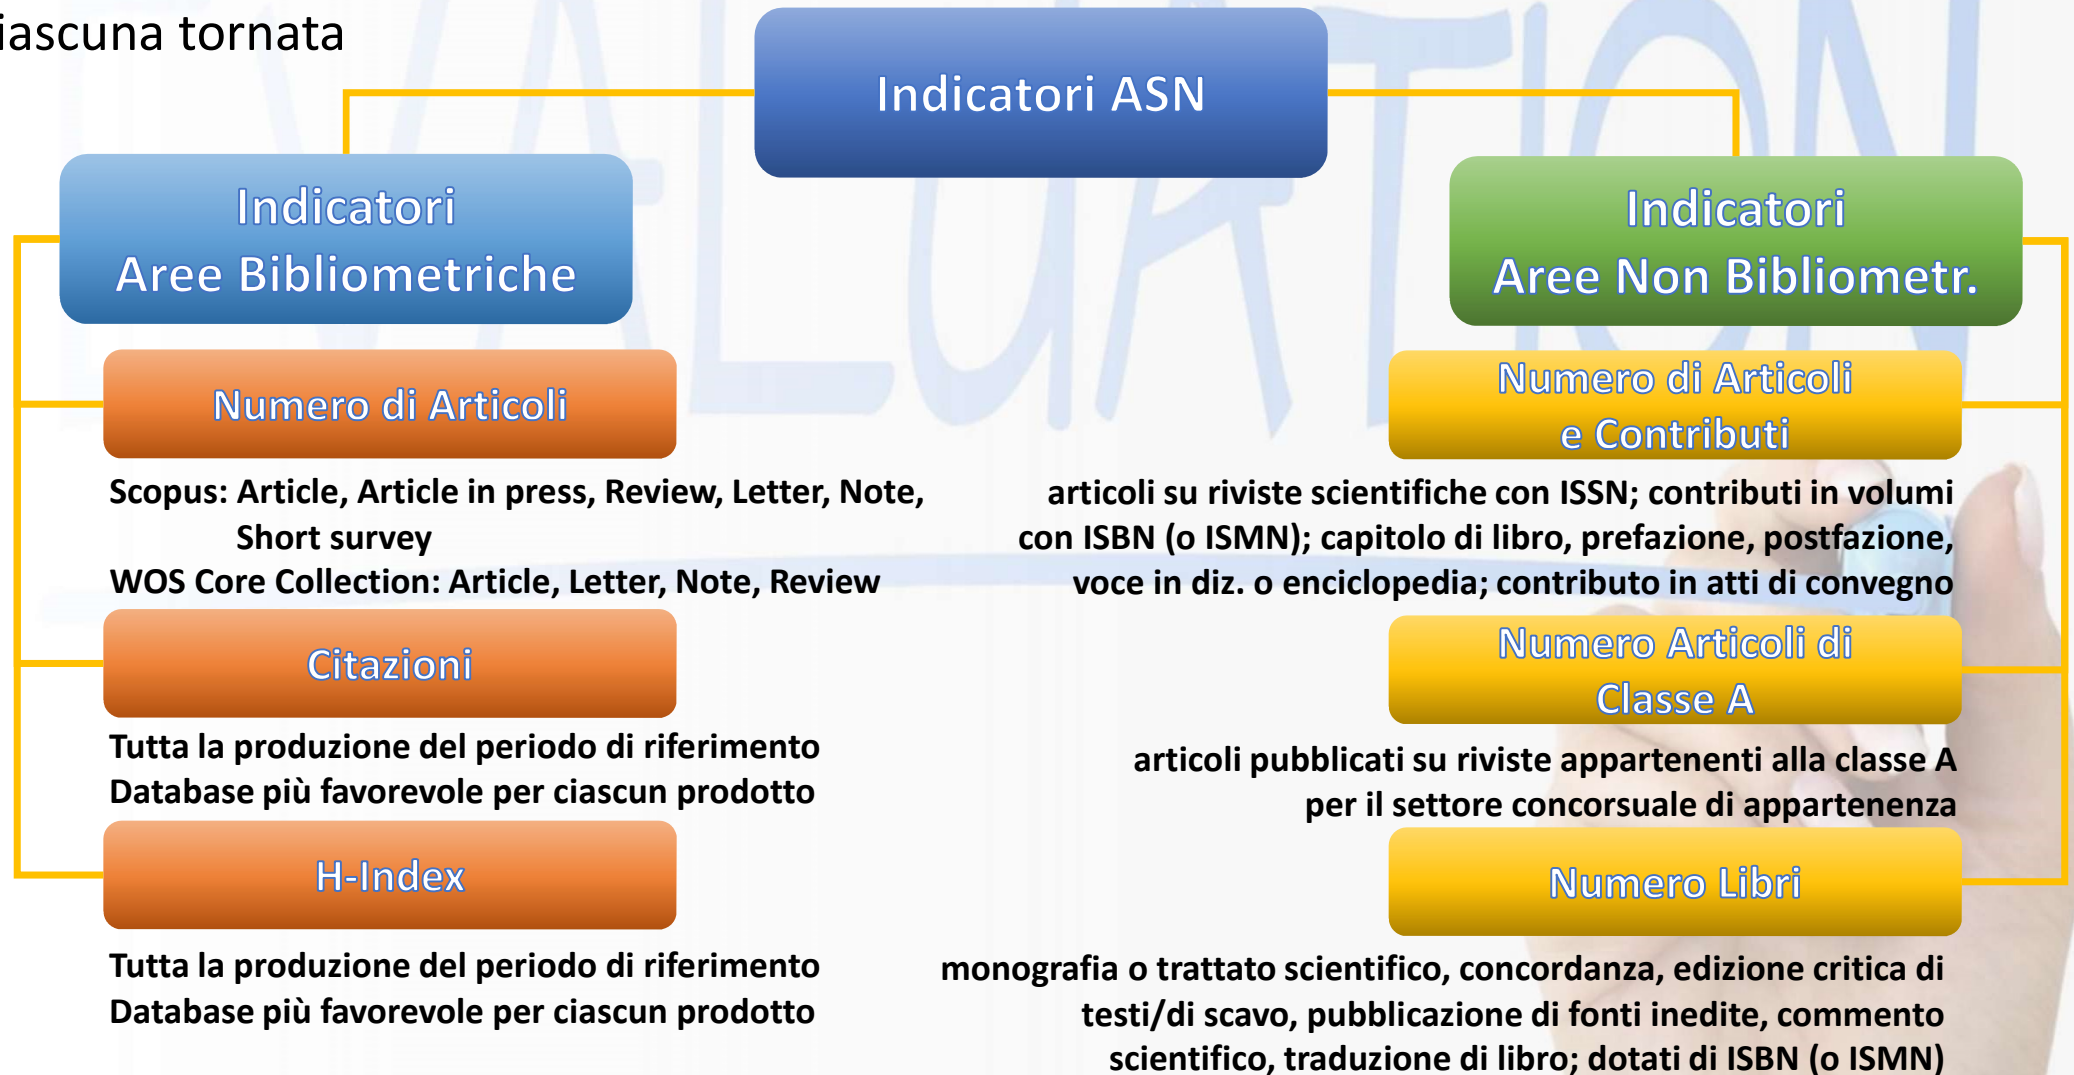 iascuna tornata
Indicatori ASN
Indicatori
Aree Bibliometriche
Numero di Articoli
Scopus: Article, Article in press, Review, Letter, Note,
Short survey
WOS Core Collection: Article, Letter, Note, Review
Citazioni
Tutta la produzione del periodo di riferimento
Database più favorevole per ciascun prodotto
H-Index
Tutta la produzione del periodo di riferimento
Database più favorevole per ciascun prodotto
Indicatori
Aree Non Bibliometr.
Numero di Articoli
e Contributi
articoli su riviste scientifiche con ISSN; contributi in volumi
con ISBN (o ISMN); capitolo di libro, prefazione, postfazione,
voce in diz. o enciclopedia; contributo in atti di convegno
Numero Articoli di
Classe A
articoli pubblicati su riviste appartenenti alla classe A
per il settore concorsuale di appartenenza
Numero Libri
monografia o trattato scientifico, concordanza, edizione critica di
testi/di scavo, pubblicazione di fonti inedite, commento
scientifico, traduzione di libro; dotati di ISBN (o ISMN)
EVALUATION